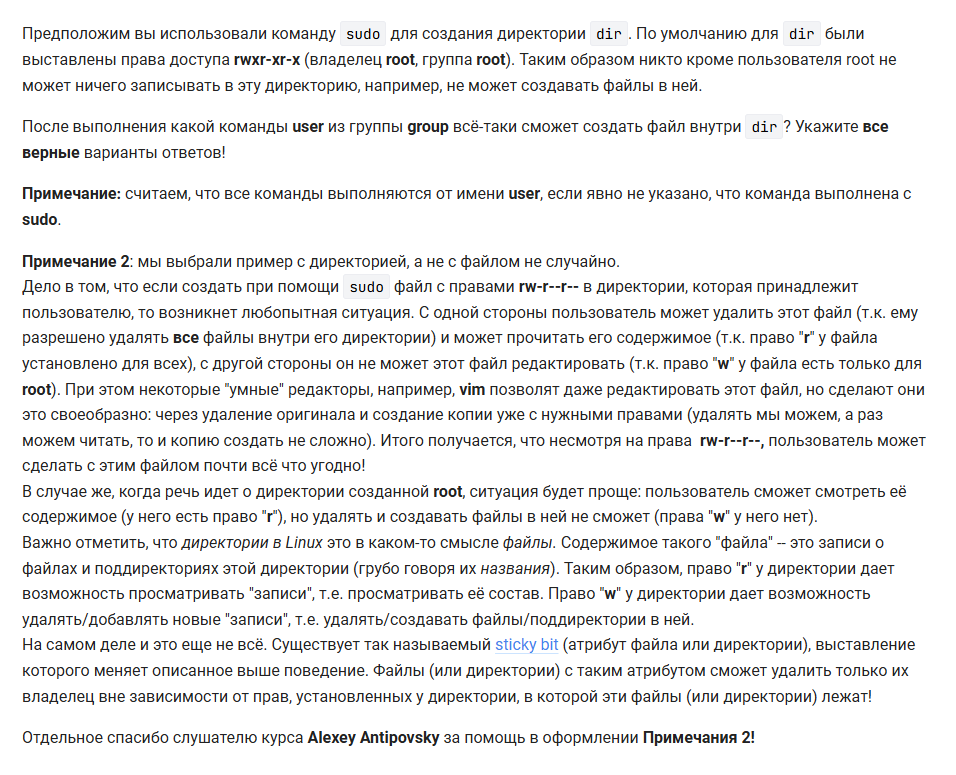 Предположим вы использовали команду sudo для создания директории dir. По умолчанию для dir были
выставлены права доступа rwxr-xr-x (владелец root, группа root). Таким образом никто кроме пользователя root не
может ничего записывать в эту директорию, например, не может создавать файлы в ней.
После выполнения какой команды user из группы group всё-таки сможет создать файл внутри dir? Укажите все
верные варианты ответов!
Примечание: считаем, что все команды выполняются от имени user, если явно не указано, что команда выполнена с
sudo.
Примечание 2: мы выбрали пример с директорией, а не с файлом не случайно.
Дело в том, что если создать при помощи sudo файл с правами rw-r--r-- в директории, которая принадлежит
пользователю, то возникнет любопытная ситуация. С одной стороны пользователь может удалить этот файл (т.к. ему
разрешено удалять все файлы внутри его директории) и может прочитать его содержимое (т.к. право "r" у файла
установлено для всех), с другой стороны он не может этот файл редактировать (т.к. право "w" у файла есть только для
root). При этом некоторые "умные" редакторы, например, vim позволят даже редактировать этот файл, но сделают они
это своеобразно: через удаление оригинала и создание копии уже с нужными правами (удалять мы можем, а раз
можем читать, то и копию создать не сложно). Итого получается, что несмотря на права rw-r--r--, пользователь может
сделать с этим файлом почти всё что угодно!
В случае же, когда речь идет о директории созданной root, ситуация будет проще: пользователь сможет смотреть её
содержимое (у него есть право "r"), но удалять и создавать файлы в ней не сможет (права "w" у него нет).
Важно отметить, что директории в Linux это в каком-то смысле файлы. Содержимое такого "файла" -- это записи о
файлах и поддиректориях этой директории (грубо говоря их названия). Таким образом, право "r" у директории дает
возможность просматривать "записи", т.е. просматривать её состав. Право "w" у директории дает возможность
удалять/добавлять новые "записи", т.е. удалять/создавать файлы/поддиректории в ней.
На самом деле и это еще не всё. Существует так называемый sticky bit (атрибут файла или директории), выставление
которого меняет описанное выше поведение. Файлы (или директории) с таким атрибутом сможет удалить только их
владелец вне зависимости от прав, установленных у директории, в которой эти файлы (или директории) лежат!
Отдельное спасибо слушателю курса Alexey Antipovsky за помощь в оформлении Примечания 2!